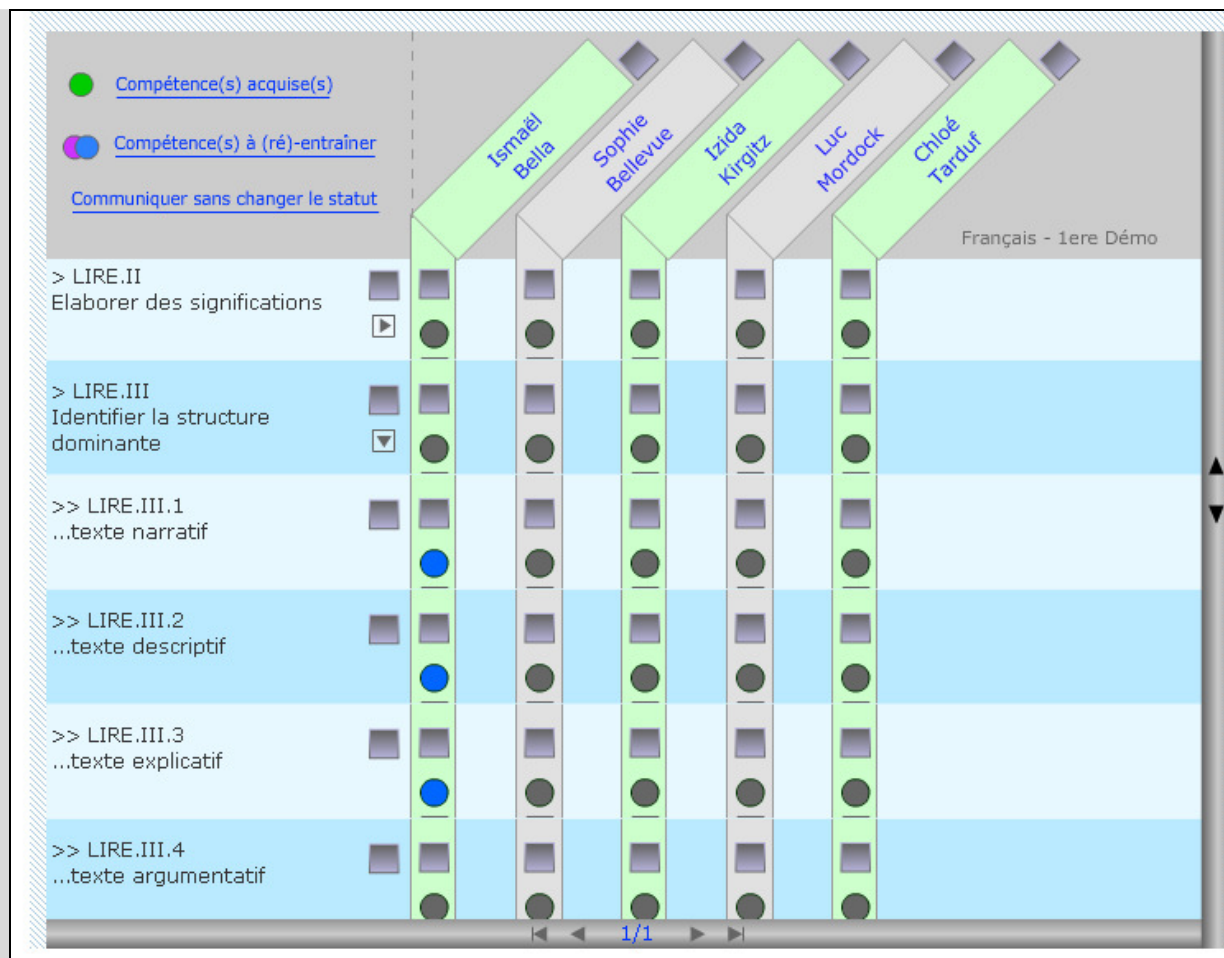 Compétence(s) acquise(s)
Compétence(s) à (ré)-entraîner
Communiquer sans changer le statut
Ismaël
Bella
Sophie
Bellevue
Izida
Kirgitz
Luc
Mordock
Chloé
Tarduf
Français - 1ere Démo
> LIRE.II
Elaborer des significations
> LIRE.III
Identifier la structure
dominante
>> LIRE.III.1
...texte narratif
>> LIRE.III.2
...texte descriptif
>> LIRE.III.3
...texte explicatif
>> LIRE.III.4
...texte argumentatif
1/1